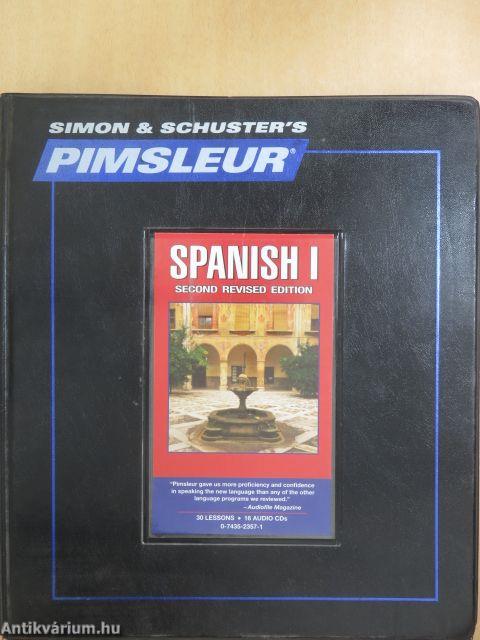 SIMON & SCHUSTER'S
PIMSLEUR®
SPANISH I
SECOND REVISED EDITION
"Pimsleur gave us more proficiency and confidence
in speaking the new language than any of the other
language programs we reviewed."
–Audiofile Magazine
30 LESSONS • 16 AUDIO CDs
0-7435-2357-1
Antikvárium.hu